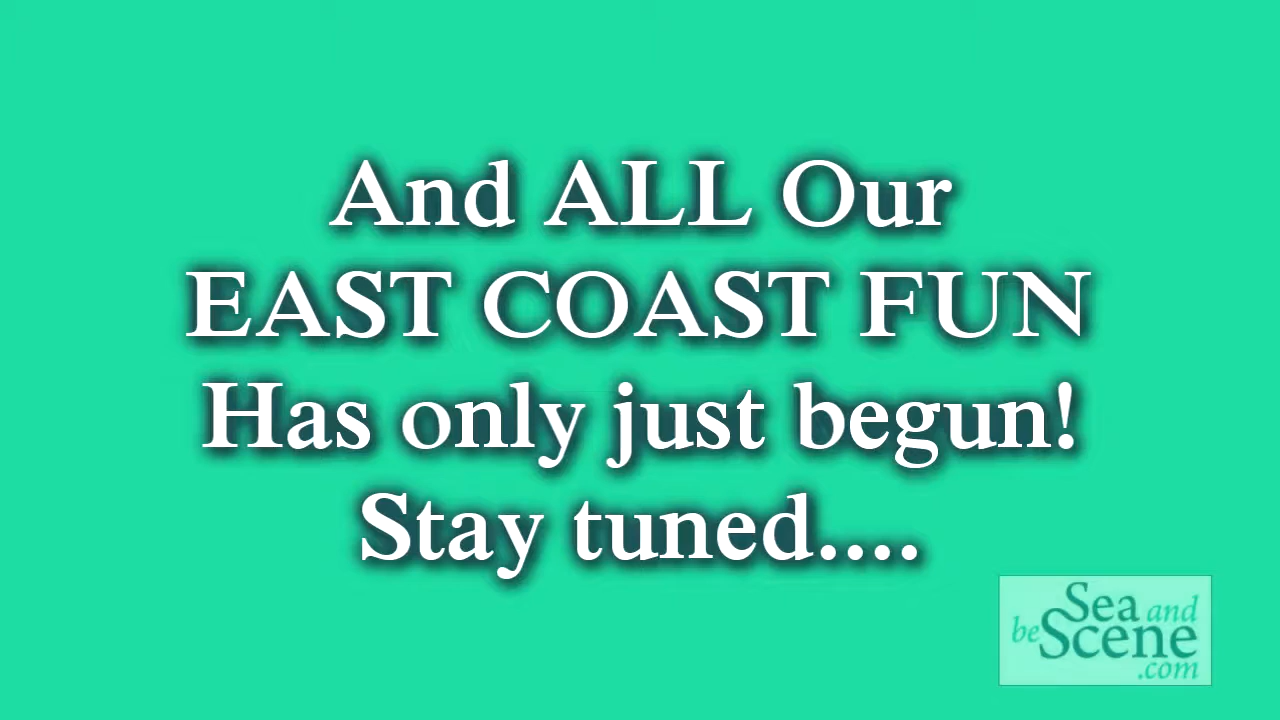 And ALL Our
EAST COAST FUN
Has only just begun!
Stay tuned....
Sea and
be Scene
.com